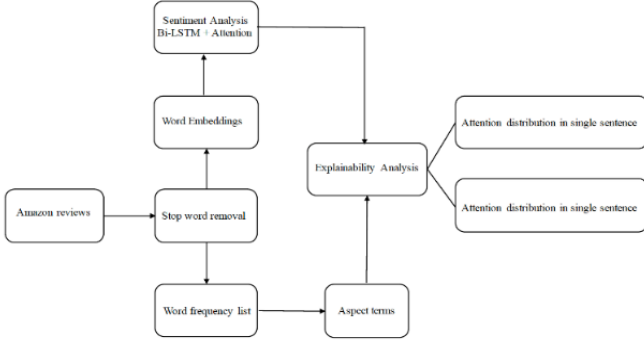 Sentiment Analysis
Bi-LSTM + Attention
Word Embeddings
Attention distribution in single sentence
Explainability Analysis
Amazon reviews
Stop word removal
Attention distribution in single sentence
Word frequency list
Aspect terms